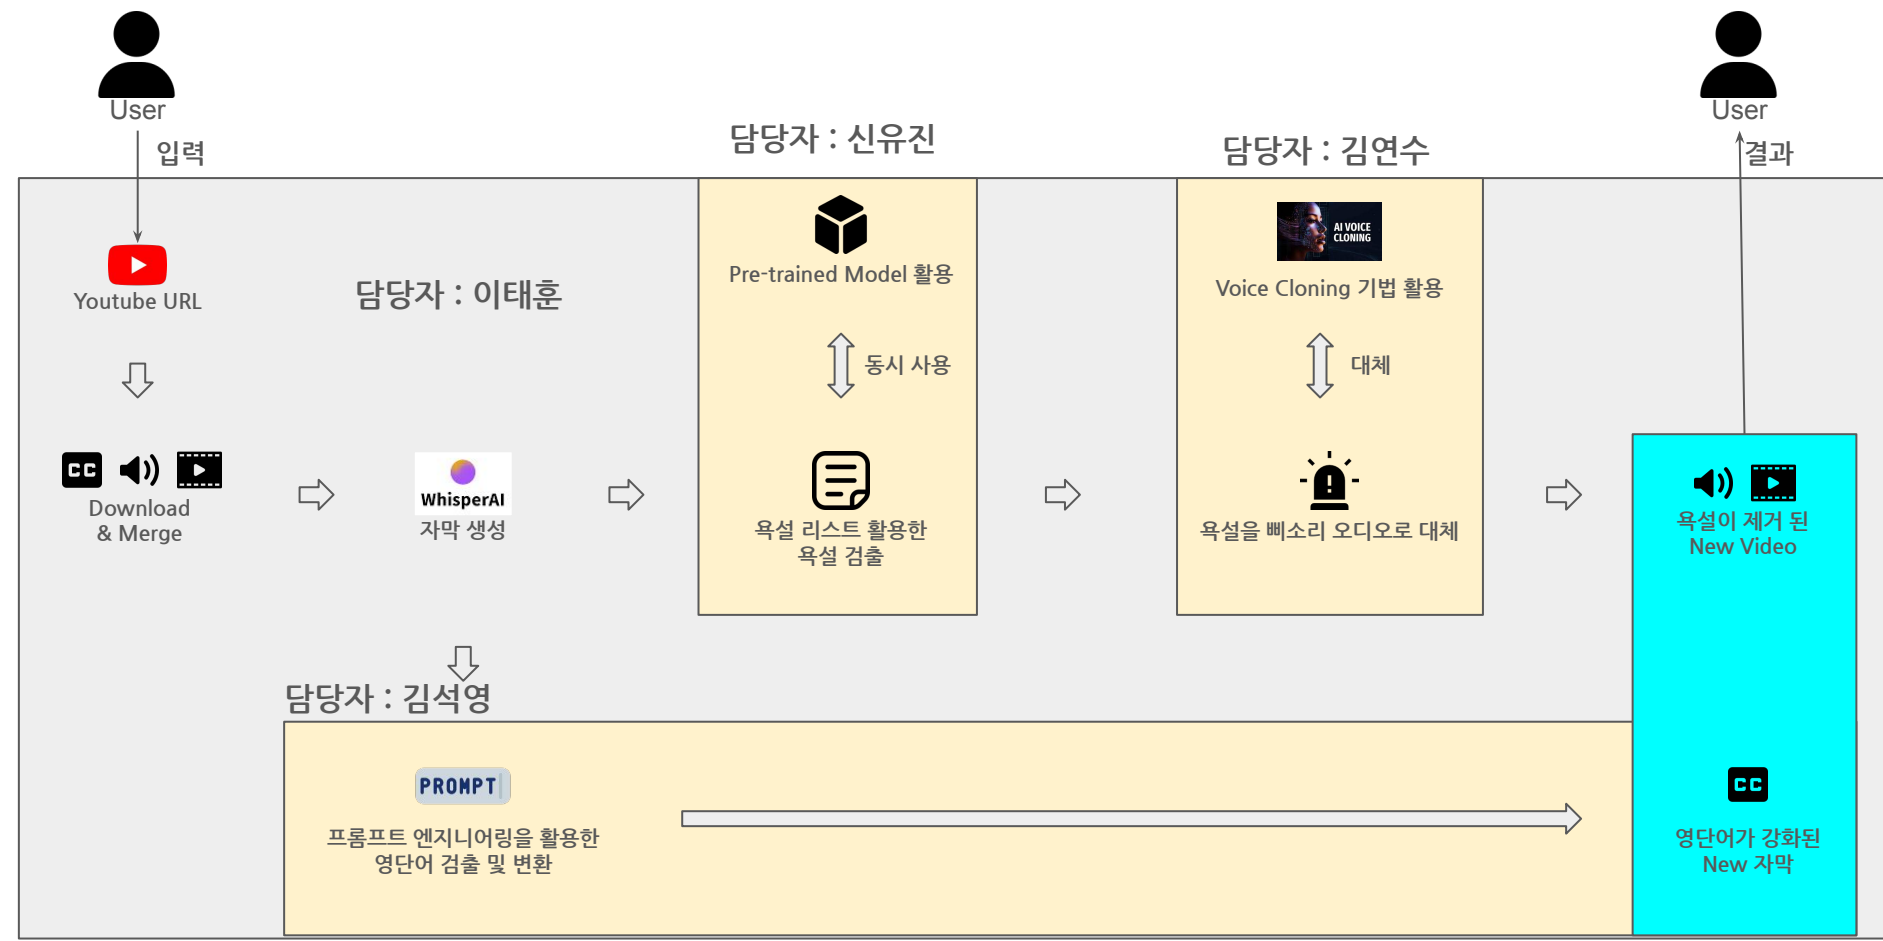 User
입력
Youtube URL
Download
& Merge
담당자 : 이태훈
WhisperAI
자막 생성
담당자 : 신유진
Pre-trained Model 활용
동시 사용
욕설 리스트 활용한
욕설 검출
담당자 : 김연수
AI VOICE
CLONING
Voice Cloning 기법 활용
대체
욕설을 삐소리 오디오로 대체
User
결과
욕설이 제거 된
New Video
담당자 : 김석영
PROMPT
프롬프트 엔지니어링을 활용한
영단어 검출 및 변환
CC
영단어가 강화된
New 자막
CC